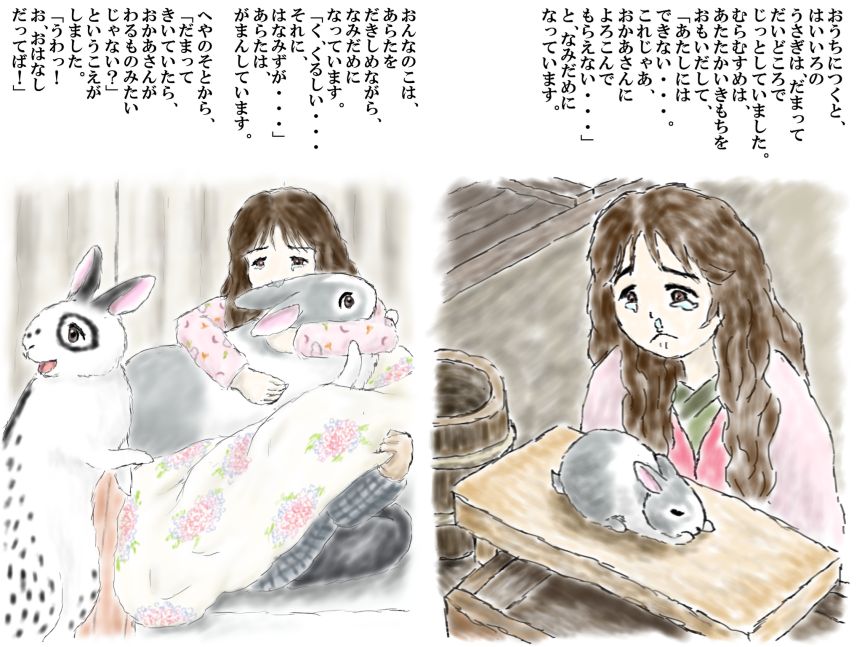 おうちにつくと、
はいいろの
うさぎは、だまって
だいどころで
じっとしていました。
むらむすめは、
あたたかいきもちを
おもいだして、
「あたしには
できない・・・。
これじゃあ、
おかあさんに
よろこんで
もらえない・・・」
と、なみだめに
なっています。
おんなのこは、
あらたを
だきしめながら、
なみだめに
なっています。
「く、くるしい・・・
それに、
はなみずが・・・」
あらたは、
がまんしています。
へやのそとから、
「だまって
きいていたら、
おかあさんが
わるものみたい
じゃない？」
というこえが
しました。
「うわっ！
お、おはなし
だってば！」